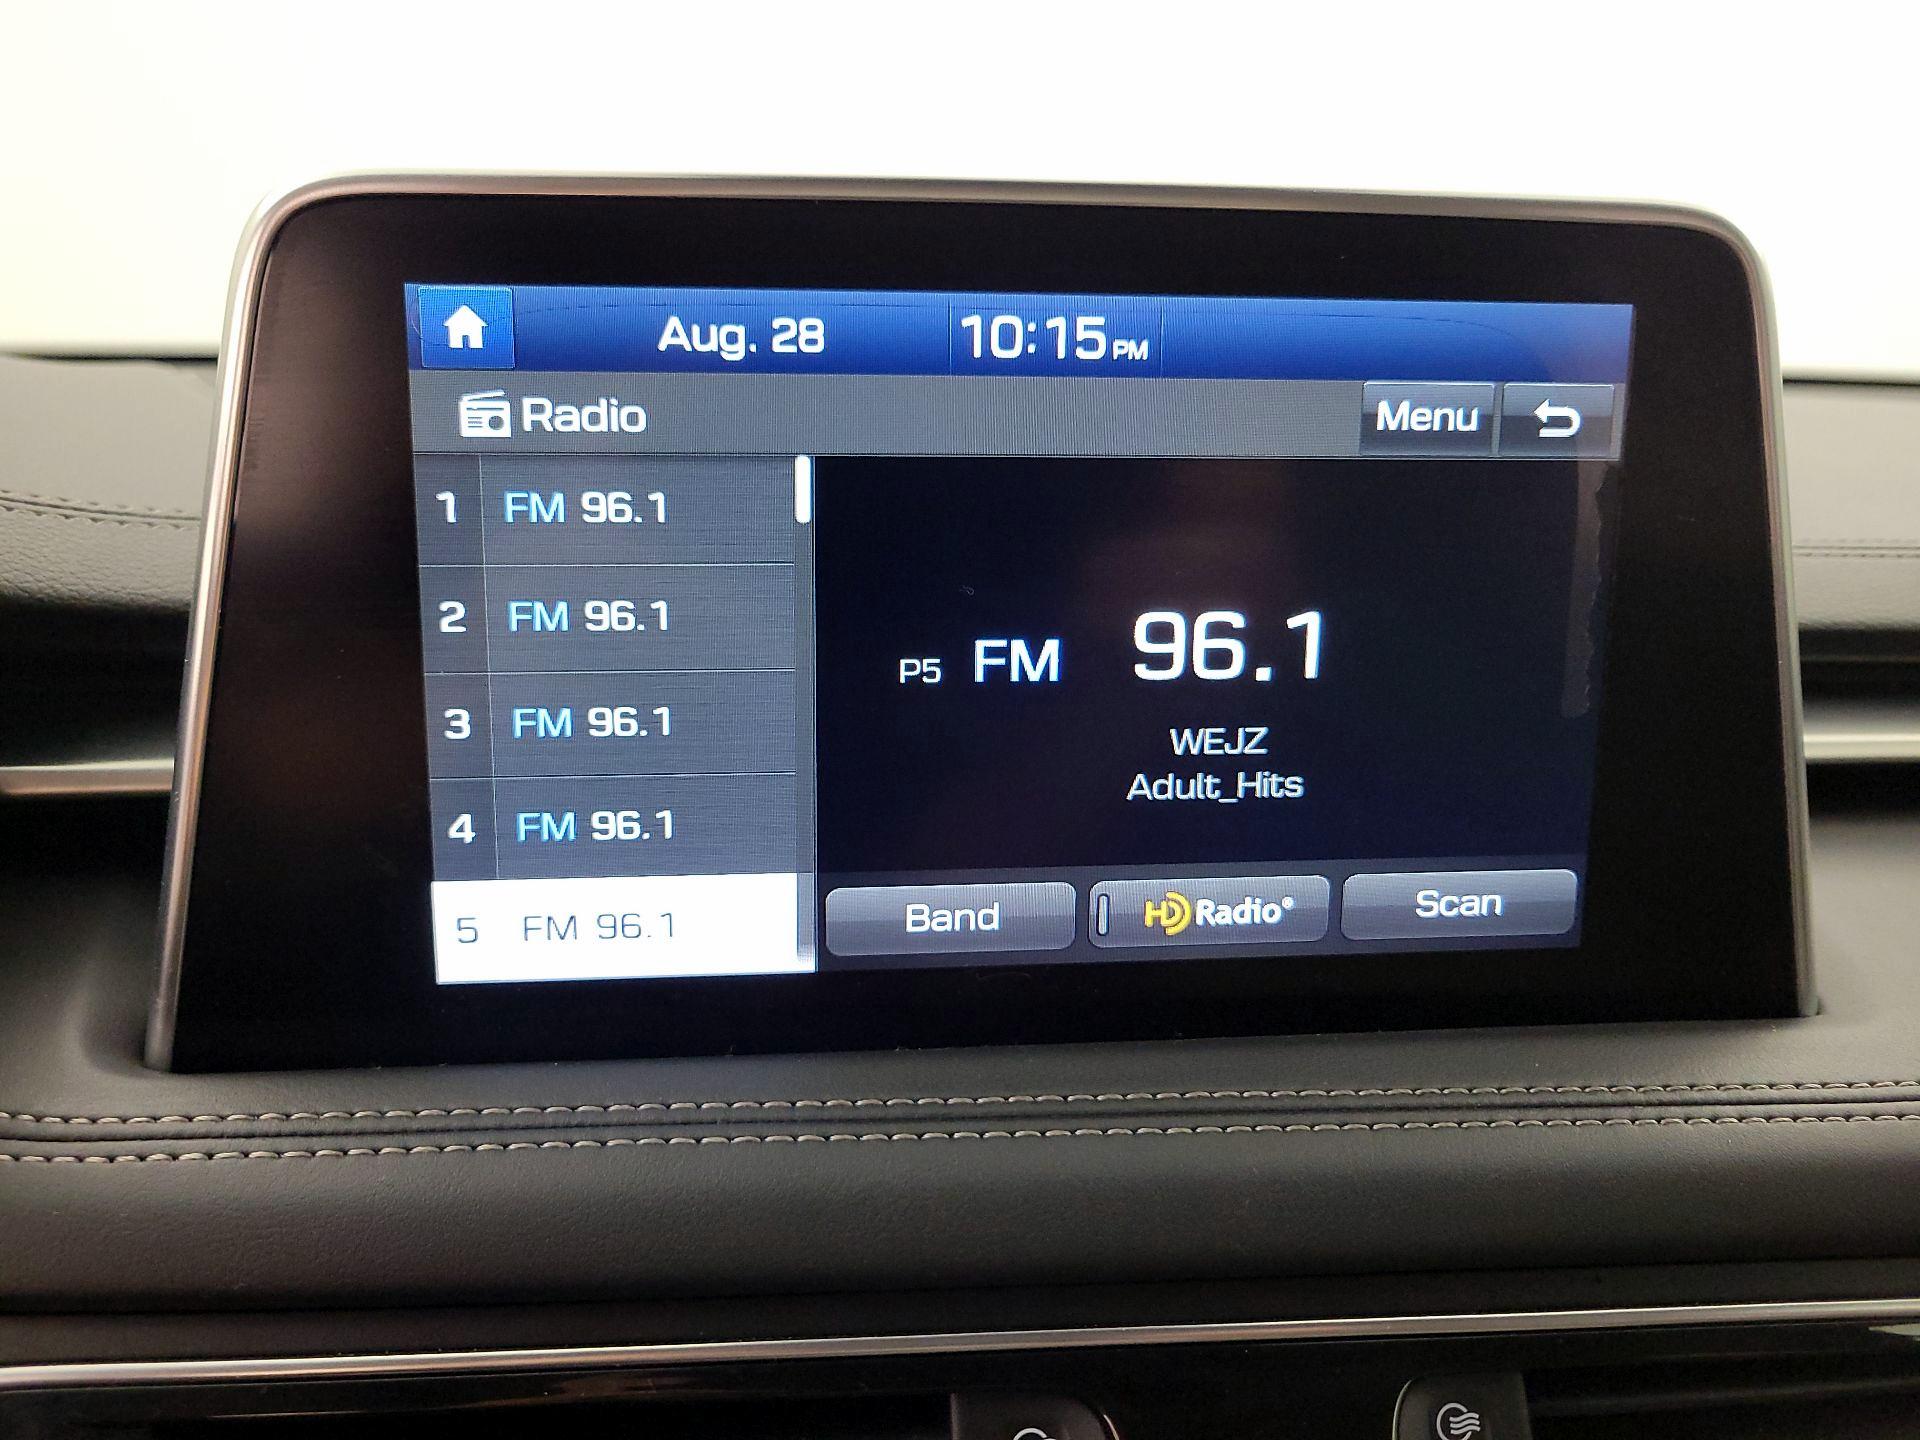 Aug. 28 10:15 PM
Radio Menu
1 FM 96.1
2 FM 96.1
3 FM 96.1
4 FM 96.1
5 FM 96.1
P5 FM 96.1
WEJZ
Adult_Hits
Band HD Radio® Scan